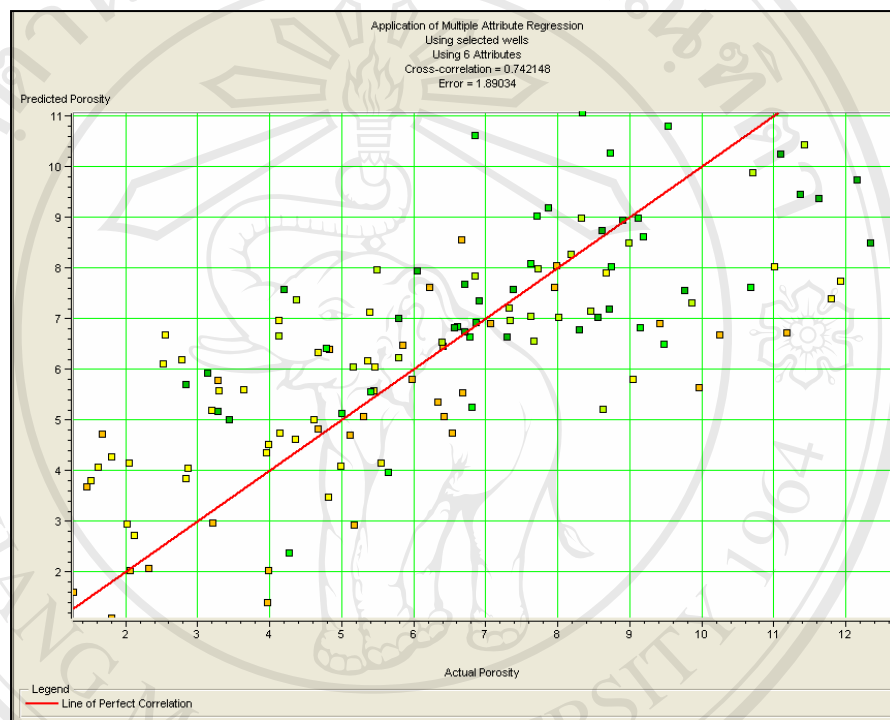 Application of Multiple Attribute Regression
Using selected wells
Using 6 Attributes
Cross-correlation = 0.742148
Error = 1.89034
Predicted Porosity
11
10
9
8
7
6
5
4
3
2
2 3 4 5 6 7 8 9 10 11 12
Actual Porosity
Legend
Line of Perfect Correlation
UNIVERSITY 1964